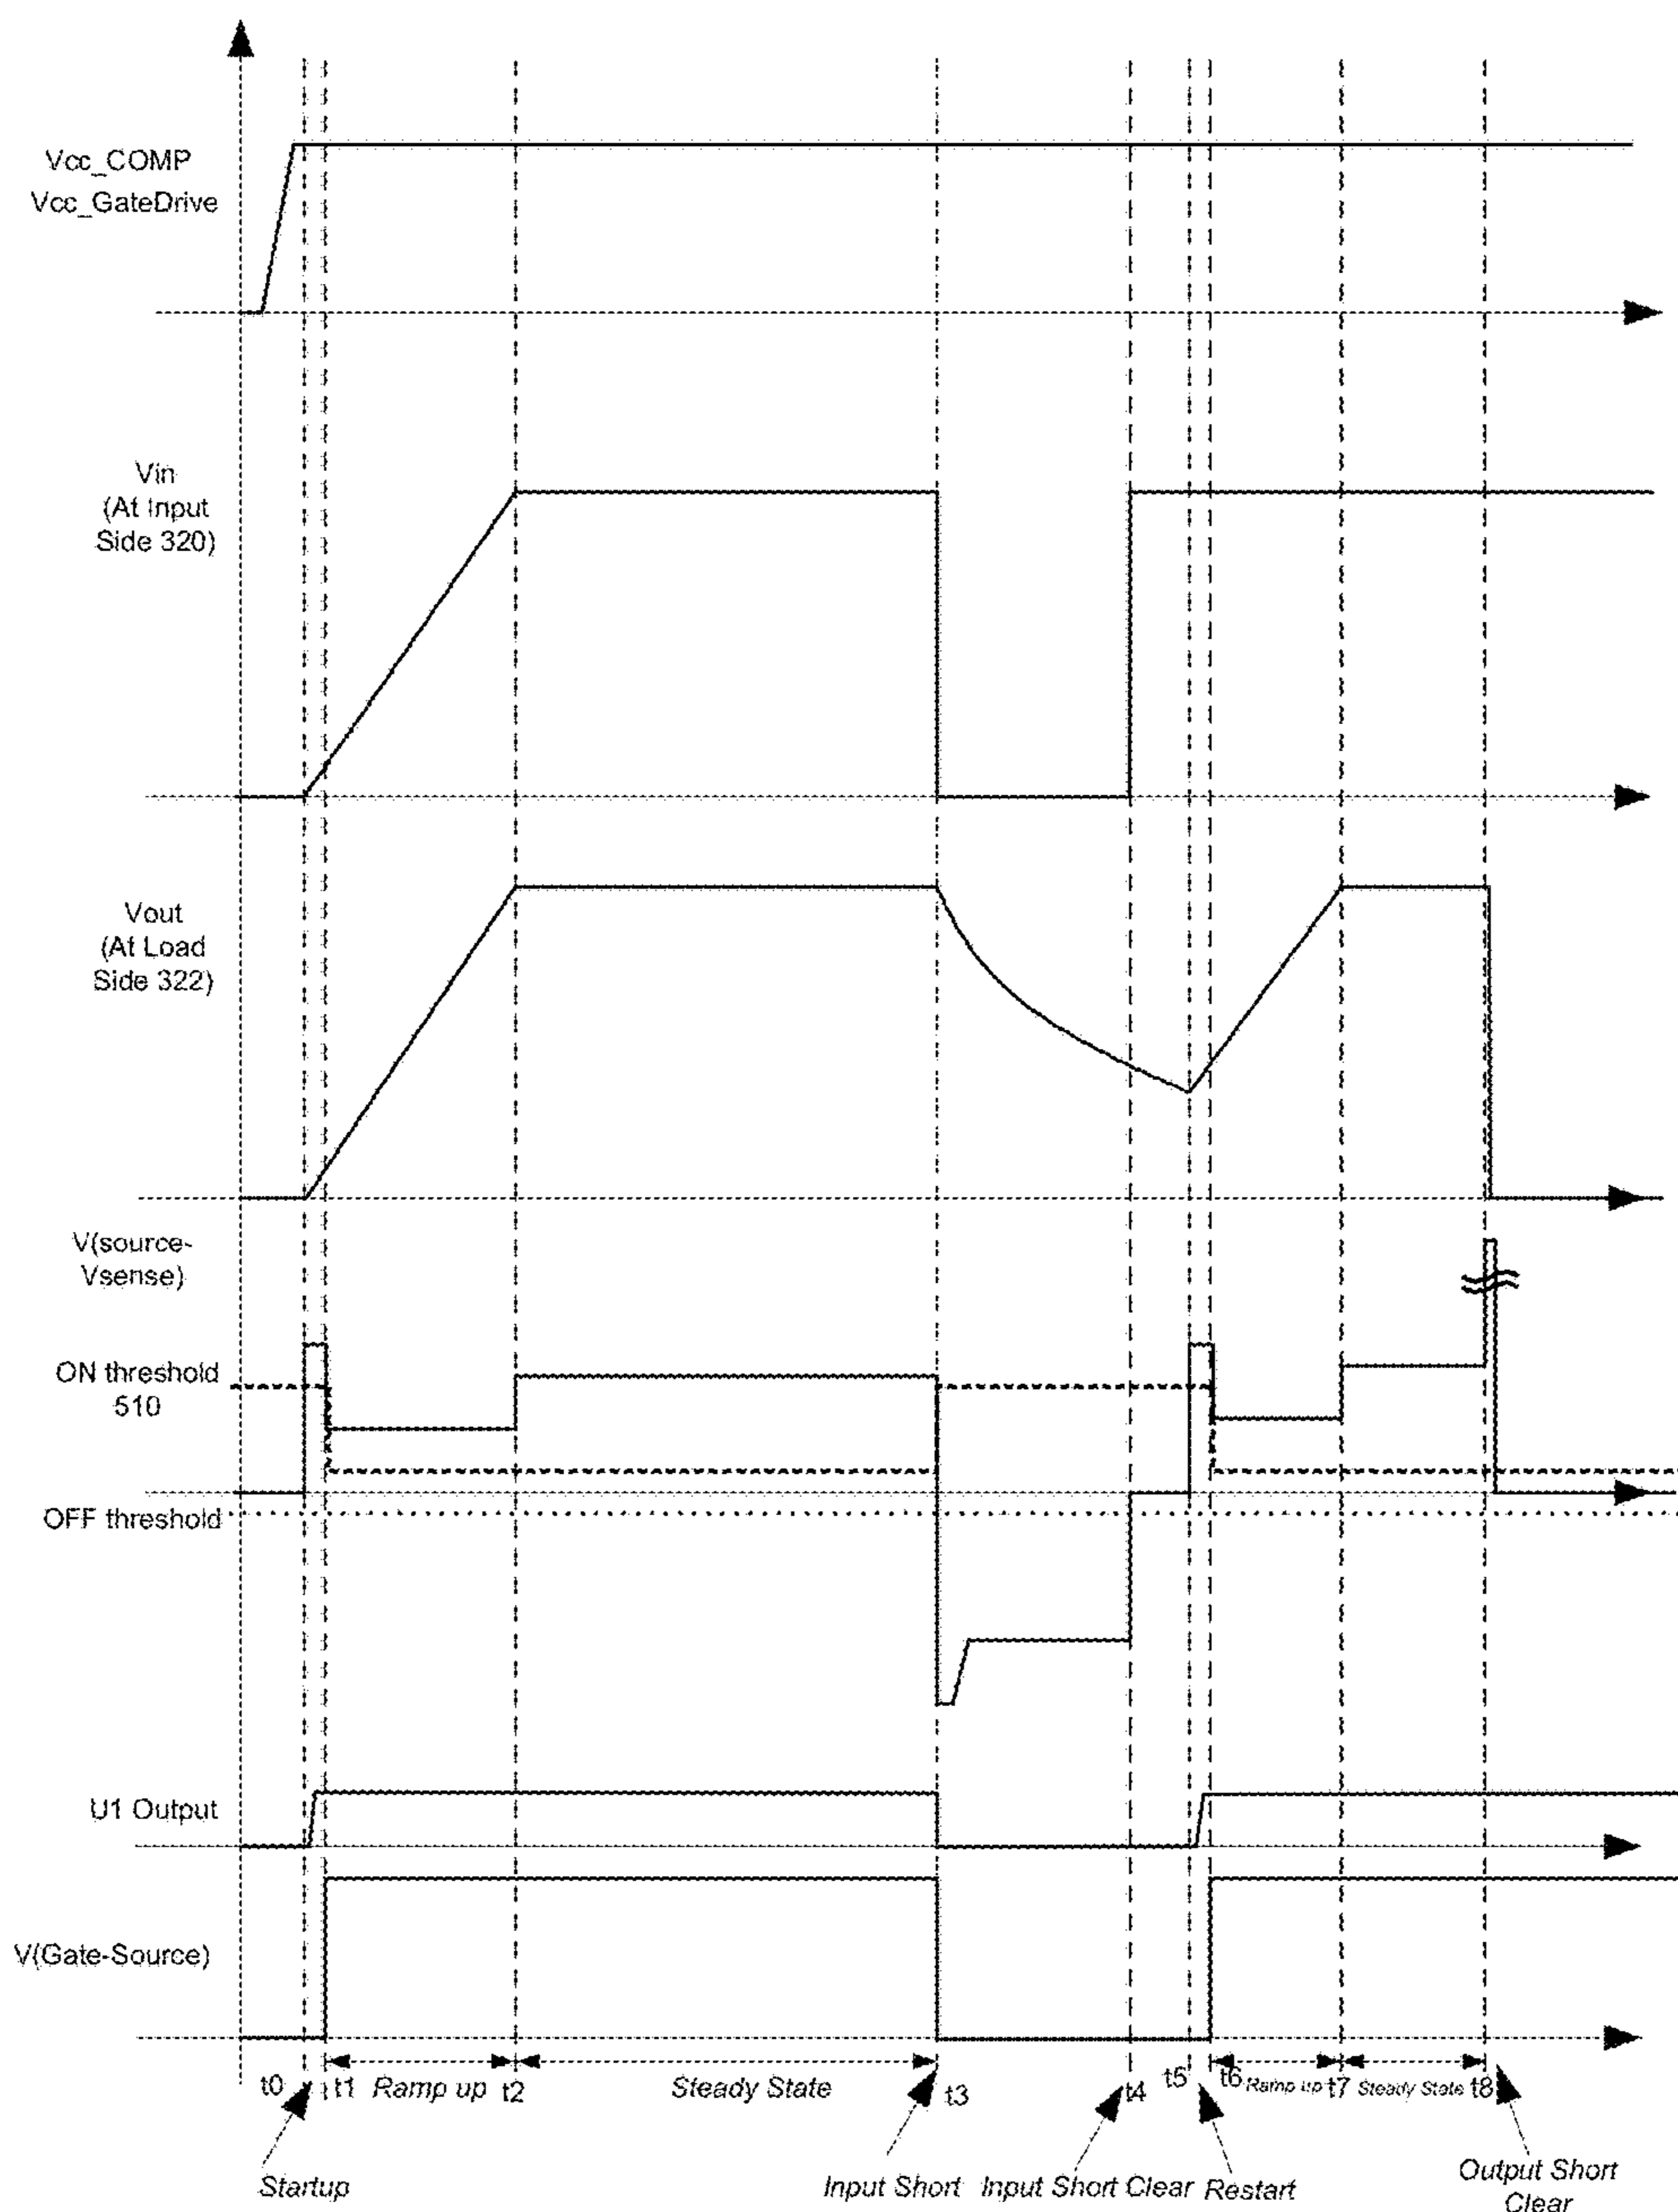 Vcc_COMP
Vcc_GateDrive
Vin
(At Input
Side 320)
Vout
(At Load
Side 322)
V(source-
Vsense)
ON threshold
510
OFF threshold
U1 Output
V(Gate-Source)
t0 t1 Ramp up t2 Steady State t3 t4 t5 t6 Ramp up t7 Steady State t8
Startup
Input Short
Input Short Clear
Restart
Output Short
Clear